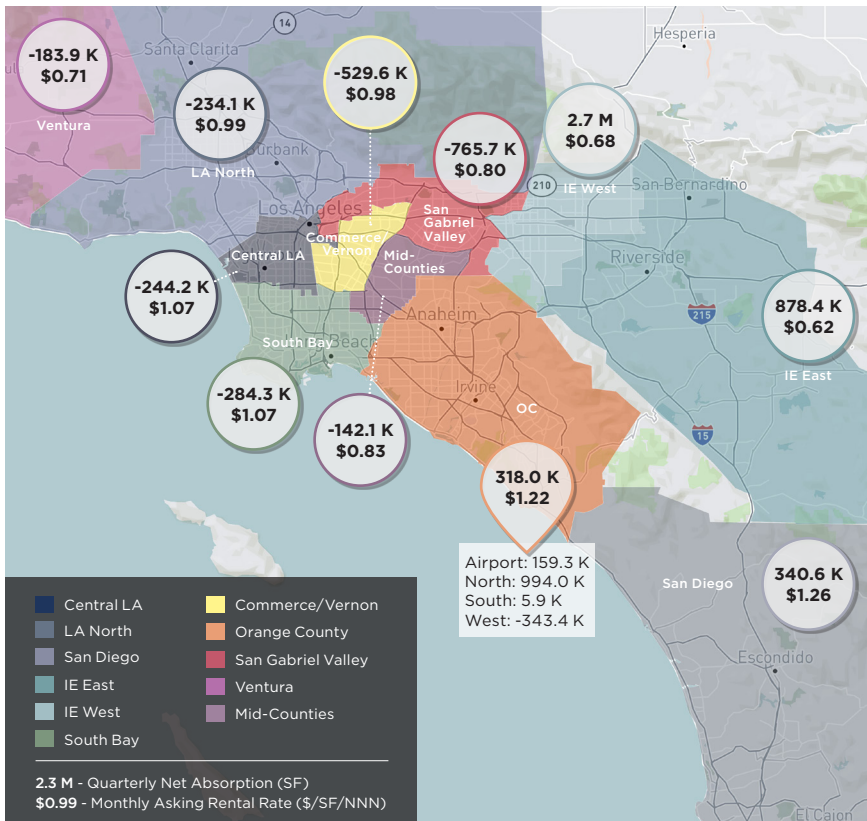 14
Hesperia
Santa Clarita
-183.9 K
$0.71
Ventura
-234.1 K
$0.99
LA North
Burbank
-529.6 K
$0.98
-765.7 K
$0.80
2.7 M
$0.68
IE West
210
San Bernardino
Los Angeles
San
Gabriel
Valley
Commerce/
Vernon
Central LA
Mid-
Counties
Riverside
-244.2 K
$1.07
Anaheim
215
878.4 K
$0.62
IE East
South Bay
Beach
-284.3 K
$1.07
Irvine
OC
-142.1 K
$0.83
15
318.0 K
$1.22
Airport: 159.3 K
North: 994.0 K
South: 5.9 K
West: -343.4 K
San Diego
340.6 K
$1.26
Escondido
El Cajon
Central LA
LA North
San Diego
IE East
IE West
South Bay
Commerce/Vernon
Orange County
San Gabriel Valley
Ventura
Mid-Counties
2.3 M - Quarterly Net Absorption (SF)
$0.99 - Monthly Asking Rental Rate ($/SF/NNN)